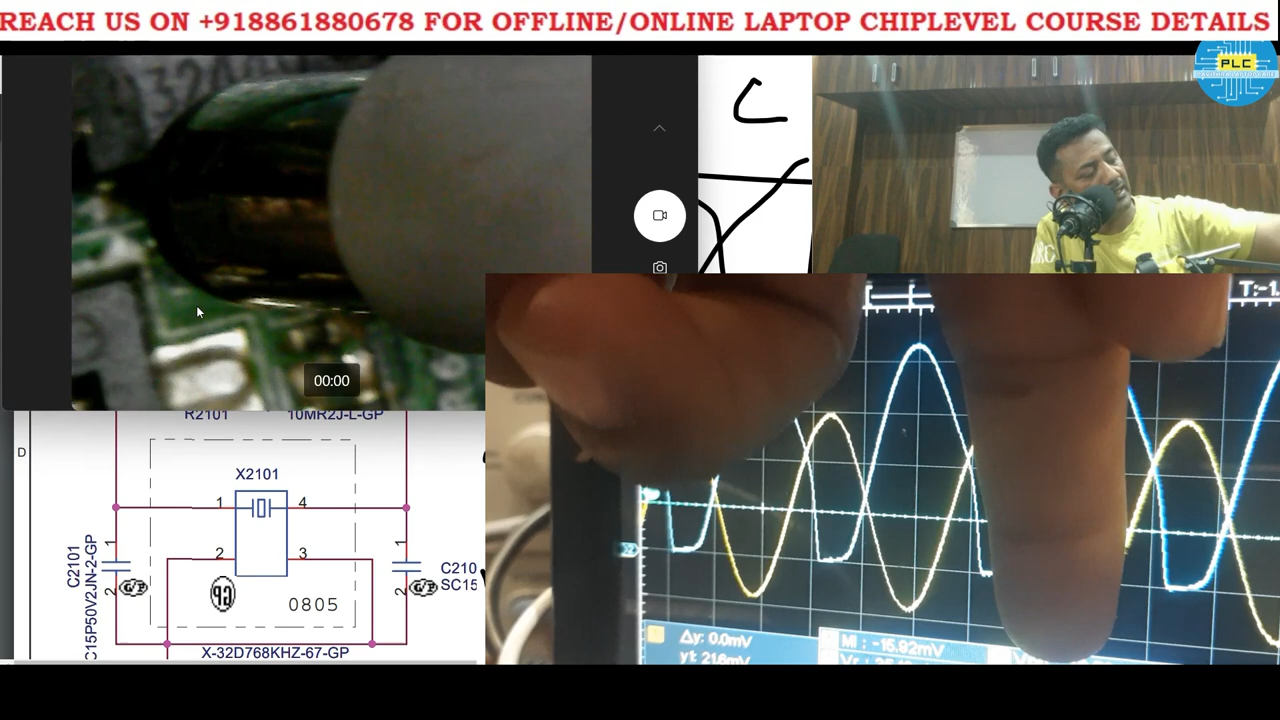 REACH US ON +918861880678 FOR OFFLINE/ONLINE LAPTOP CHIPLEVEL COURSE DETAILS
PLC
C
00:00
R2101
10MR2J-L-GP
D
X2101
1
4
2
3
C2101
C15P50V2JN-2-GP
1
2
1
2
C210
SC15
0805
X-32D768KHZ-67-GP
T:-1.
Δy: 0.0mV
M : -15.92mV